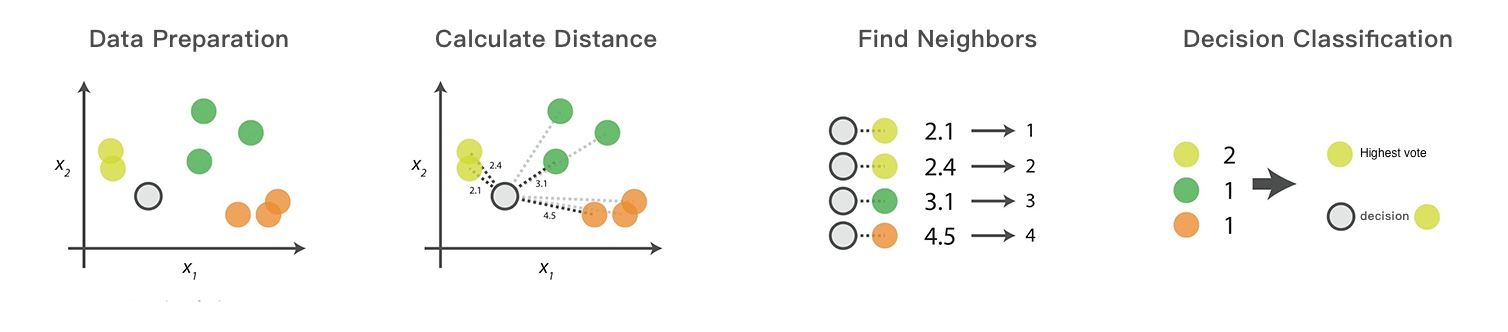 Data Preparation
Calculate Distance
Find Neighbors
Decision Classification
x2
x1
x2
2.4
2.1
3.1
4.5
x1
2.1 1
2.4 2
3.1 3
4.5 4
2
1
1
Highest vote
decision